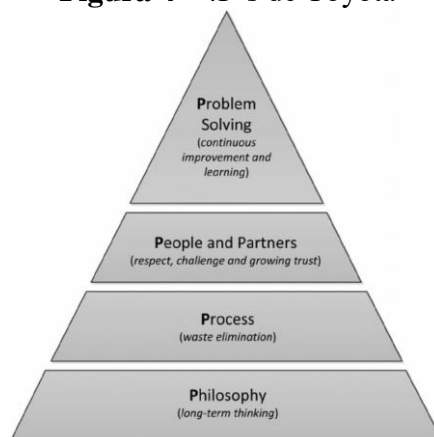 Problem
Solving
(continuous
improvement and
learning)
People and Partners
(respect, challenge and growing trust)
Process
(waste elimination)
Philosophy
(long-term thinking)